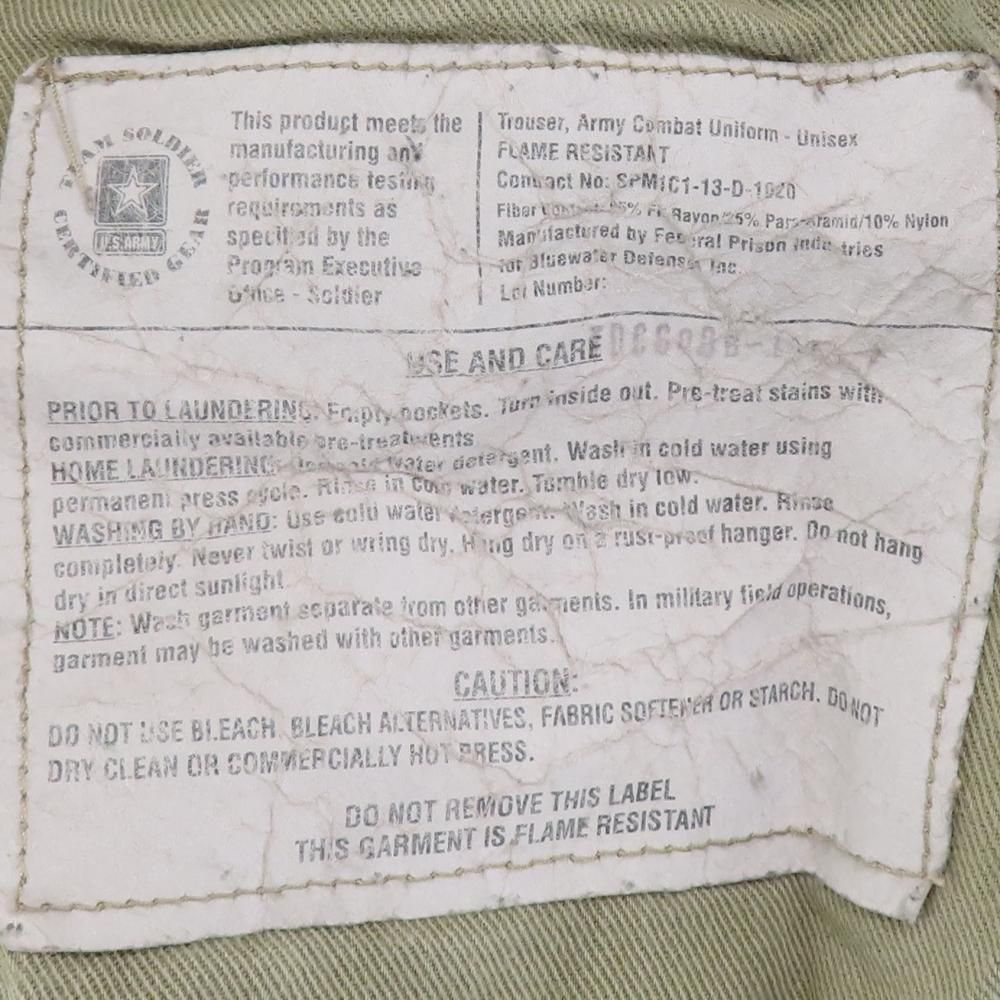 TEAM SOLDIER
CERTIFIED GEAR
U.S.ARMY
This product meets the
manufacturing and
performance testing
requirements as
specified by the
Program Executive
Office - Soldier
Trouser, Army Combat Uniform - Unisex
FLAME RESISTANT
Contract No: SPM1C1-13-D-1020
Fiber Content: 65% FR Rayon/25% Para-aramid/10% Nylon
Manufactured by Federal Prison Industries
for Bluewater Defense, Inc.
Lot Number:
USE AND CARE
PRIOR TO LAUNDERING: Empty pockets. Turn inside out. Pre-treat stains with
commercially available pre-treatments
HOME LAUNDERING: water detergent. Wash in cold water using
permanent press cycle. Rinse in cold water. Tumble dry low.
WASHING BY HAND: Use cold water detergent. Wash in cold water. Rinse
completely. Never twist or wring dry. Hang dry on a rust-proof hanger. Do not hang
dry in direct sunlight
NOTE: Wash garment separate from other garments. In military field operations,
garment may be washed with other garments.
CAUTION:
DO NOT USE BLEACH, BLEACH ALTERNATIVES, FABRIC SOFTENER OR STARCH. DO NOT
DRY CLEAN OR COMMERCIALLY HOT PRESS.
DO NOT REMOVE THIS LABEL
THIS GARMENT IS FLAME RESISTANT